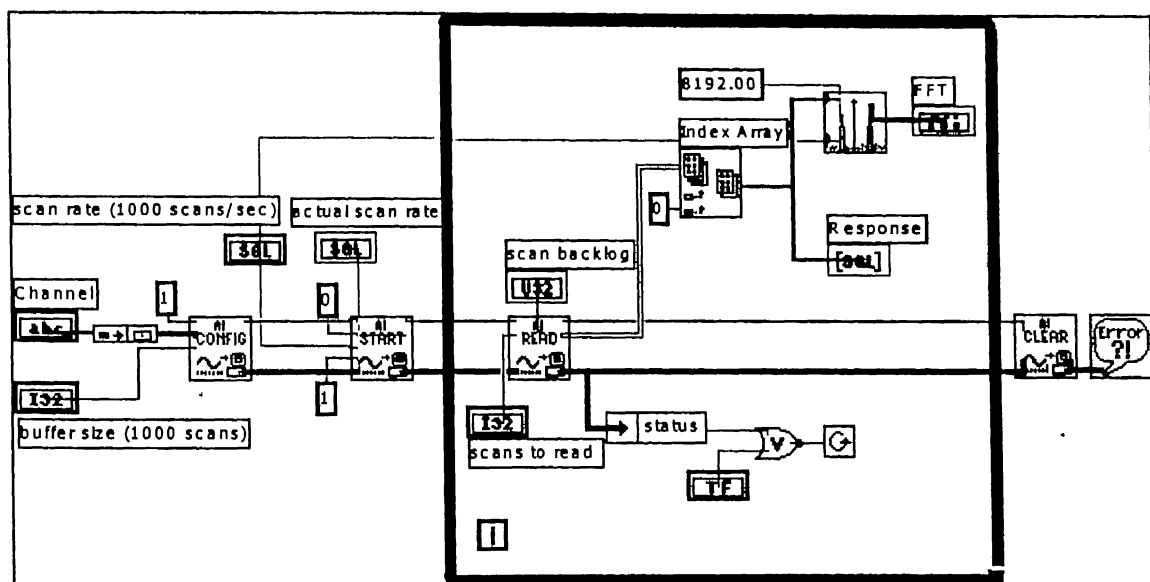 8192.00
FFT
Index Array
scan rate (1000 scans/sec)
actual scan rate
0
SGL
SGL
Response
[SGL]
scan backlog
U32
Channel
abc
1
0
AI
CONFIG
AI
START
AI
READ
AI
CLEAR
Error
?!
I32
1
buffer size (1000 scans)
I32
scans to read
status
V
TF
i